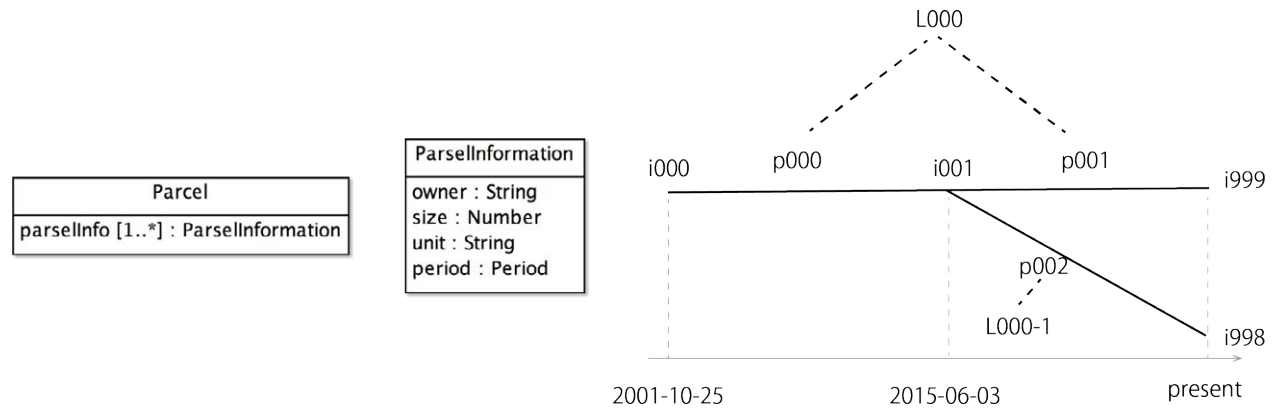 Parcel
parselInfo [1..*] : ParselInformation
ParselInformation
owner : String
size : Number
unit : String
period : Period
L000
i000
p000
i001
p001
i999
p002
L000-1
i998
2001-10-25
2015-06-03
present